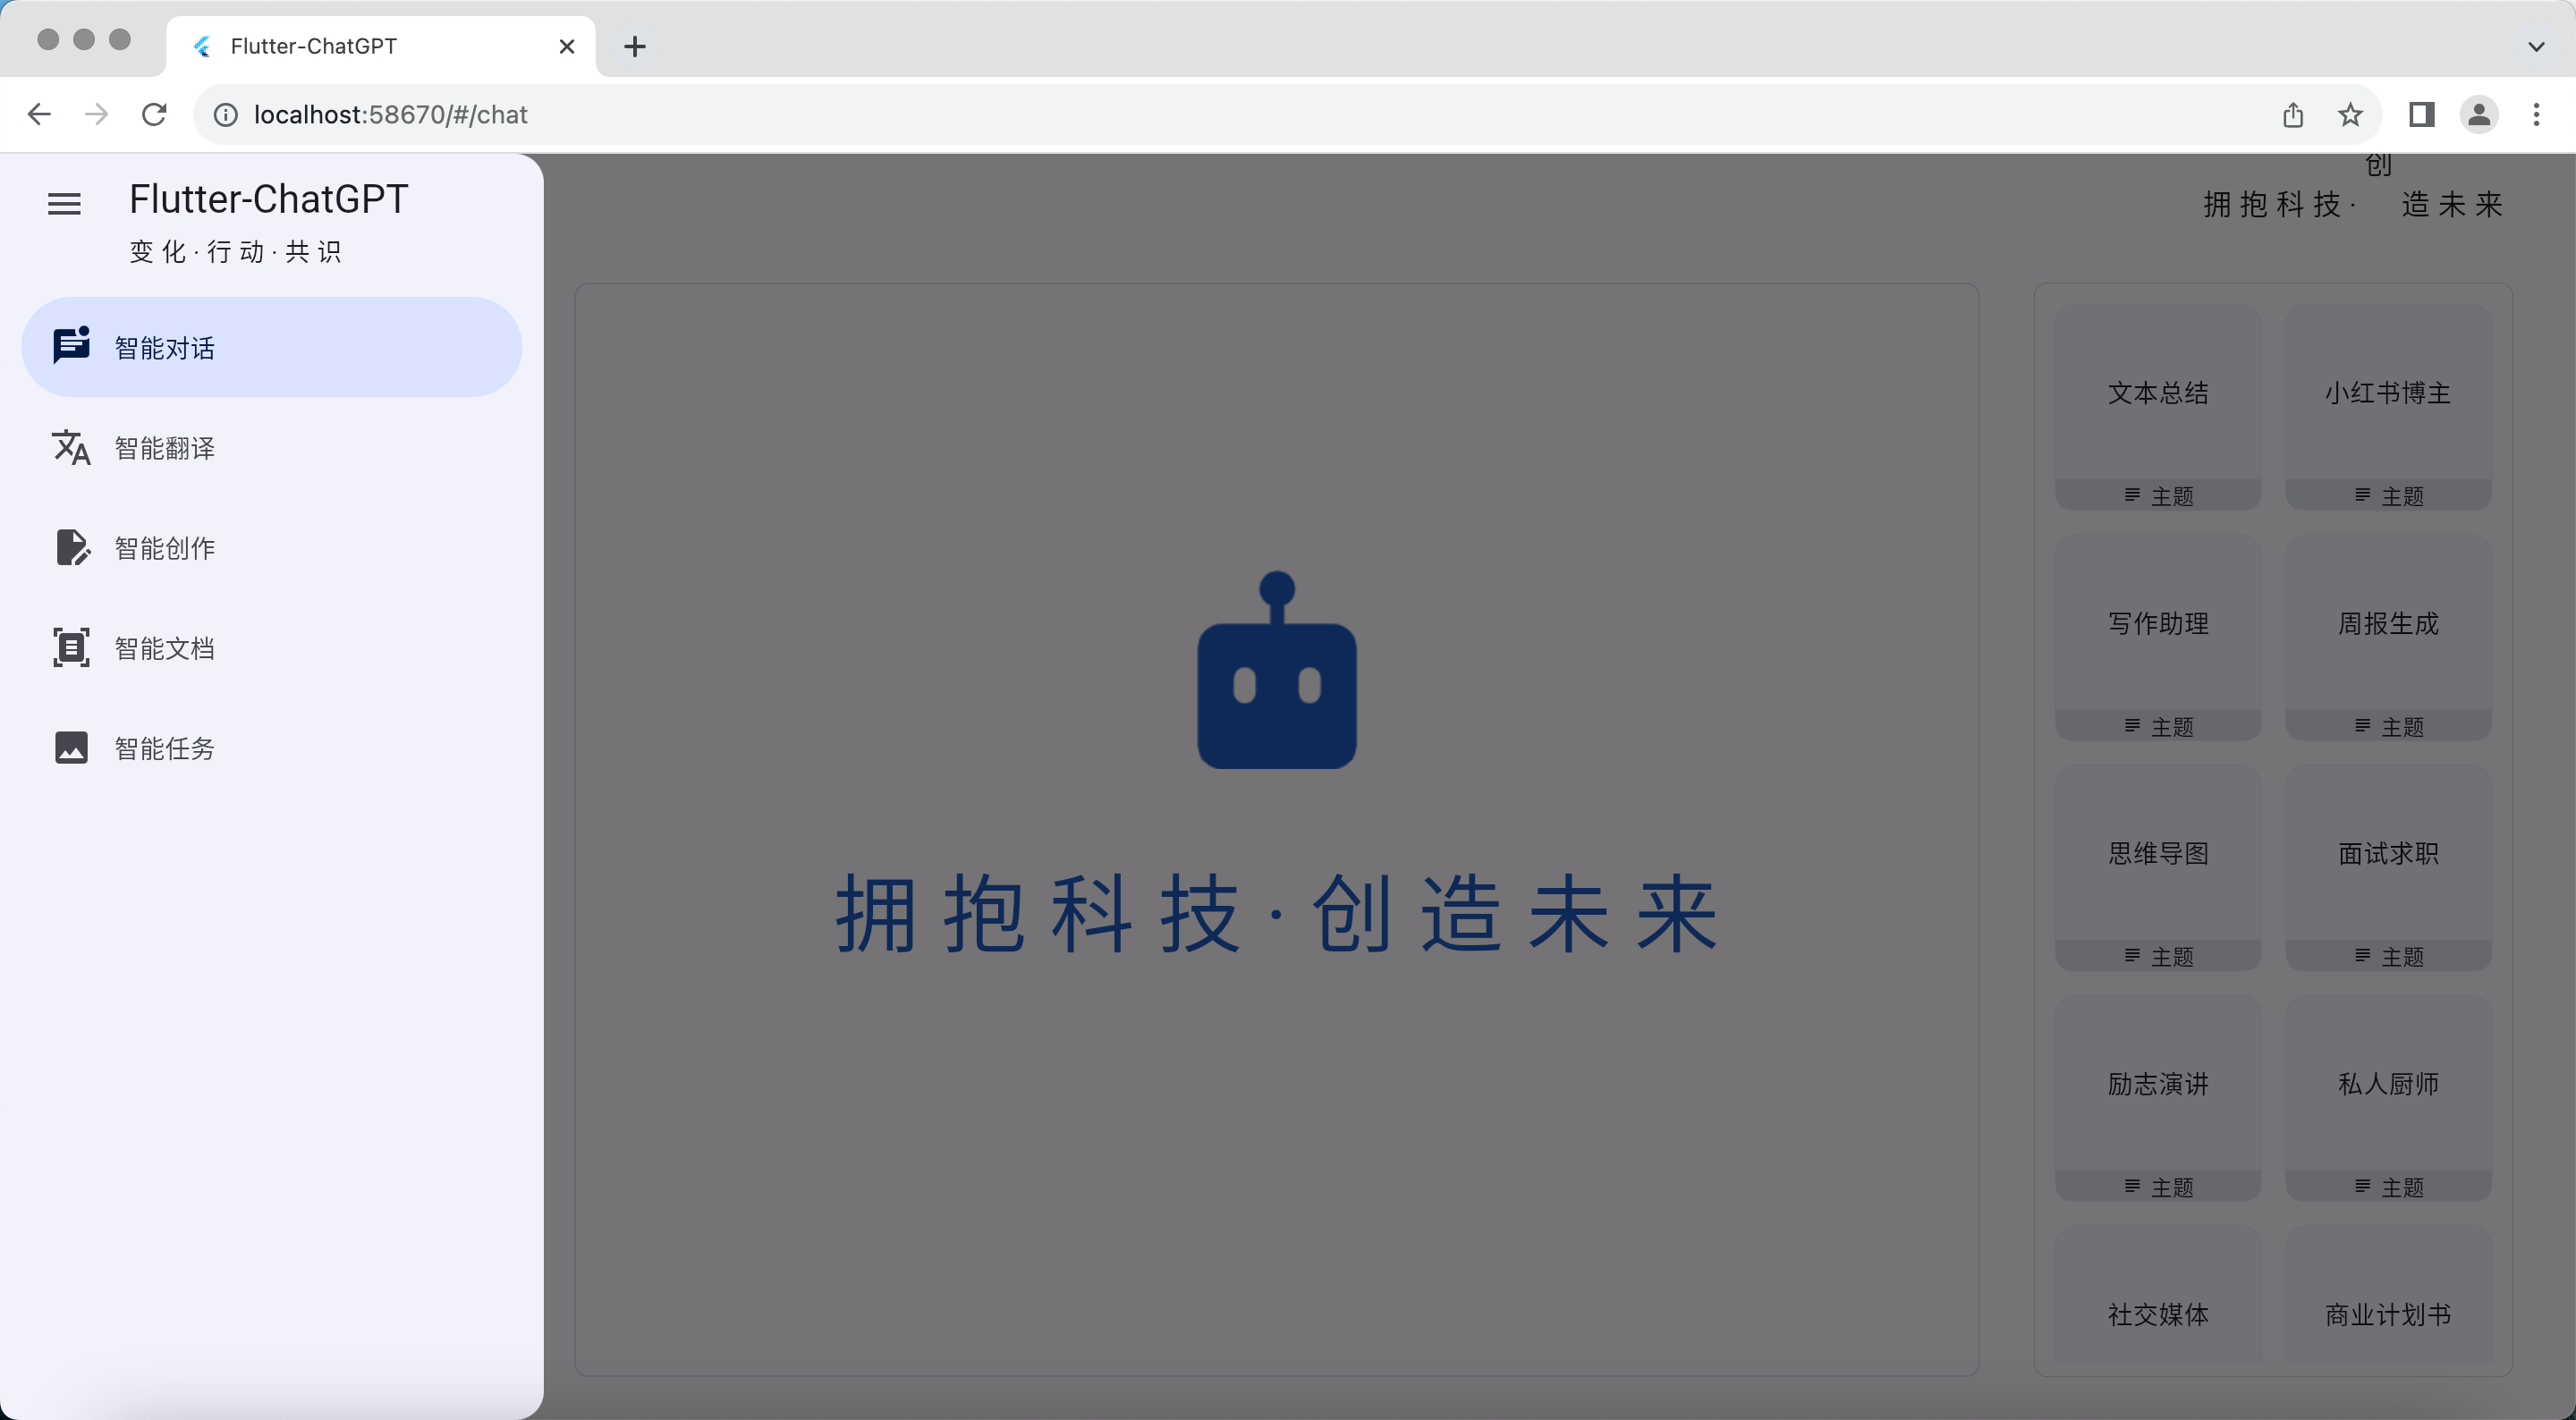 Flutter-ChatGPT
localhost:58670/#/chat
Flutter-ChatGPT
变化·行动·共识
智能对话
智能翻译
智能创作
智能文档
智能任务
拥抱科技·创造未来
拥抱科技·创造未来
文本总结
主题
小红书博主
主题
写作助理
主题
周报生成
主题
思维导图
主题
面试求职
主题
励志演讲
主题
私人厨师
主题
社交媒体
商业计划书